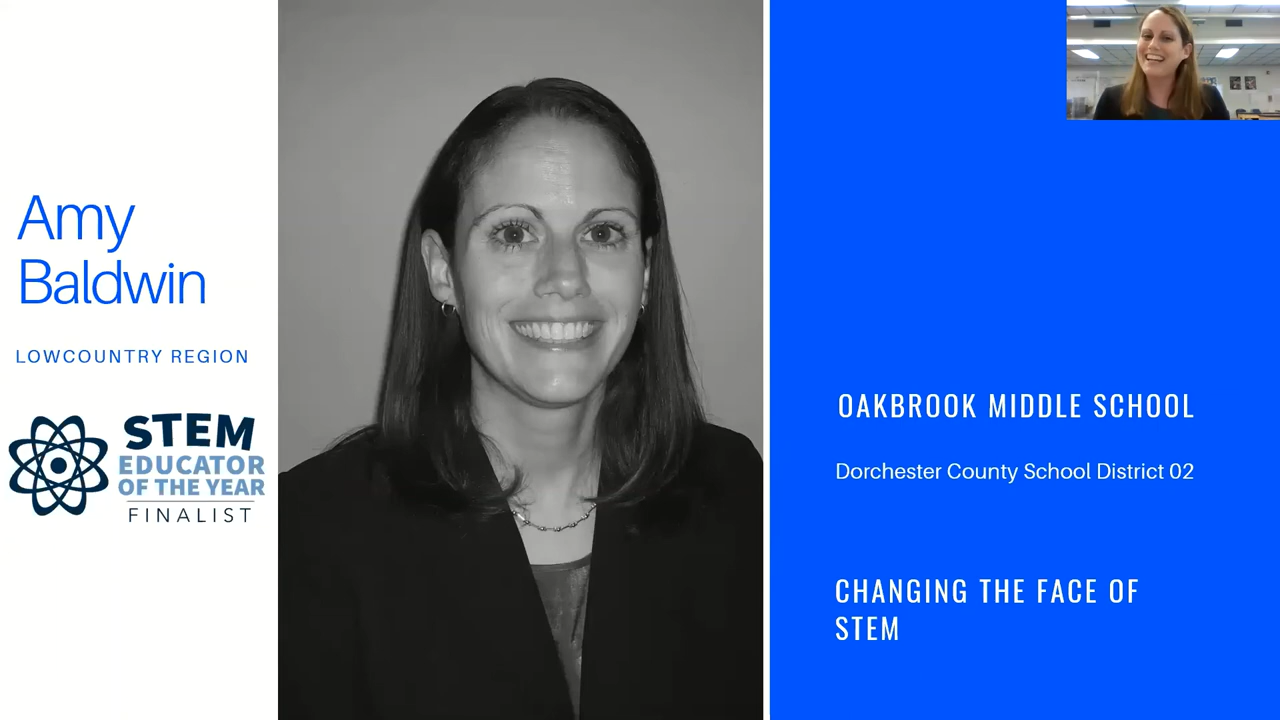 Amy
Baldwin
LOWCOUNTRY REGION
STEM
EDUCATOR
OF THE YEAR
FINALIST
OAKBROOK MIDDLE SCHOOL
Dorchester County School District 02
CHANGING THE FACE OF
STEM